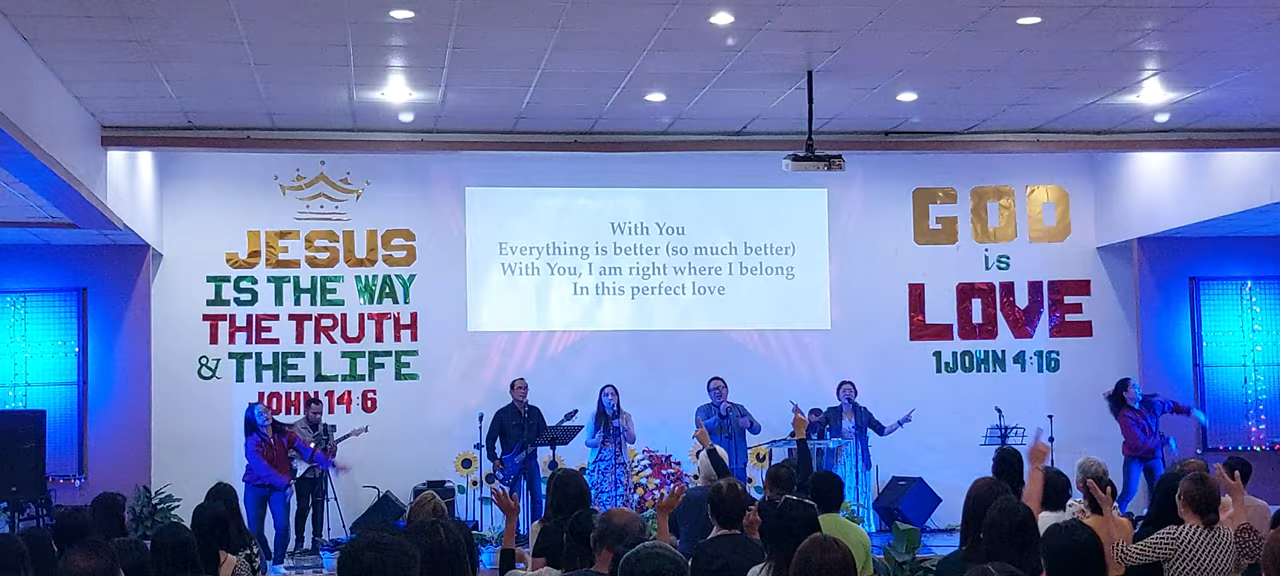 JESUS
IS THE WAY
THE TRUTH
& THE LIFE
JOHN 14:6
With You
Everything is better (so much better)
With You, I am right where I belong
In this perfect love
GOD
is
LOVE
1JOHN 4:16